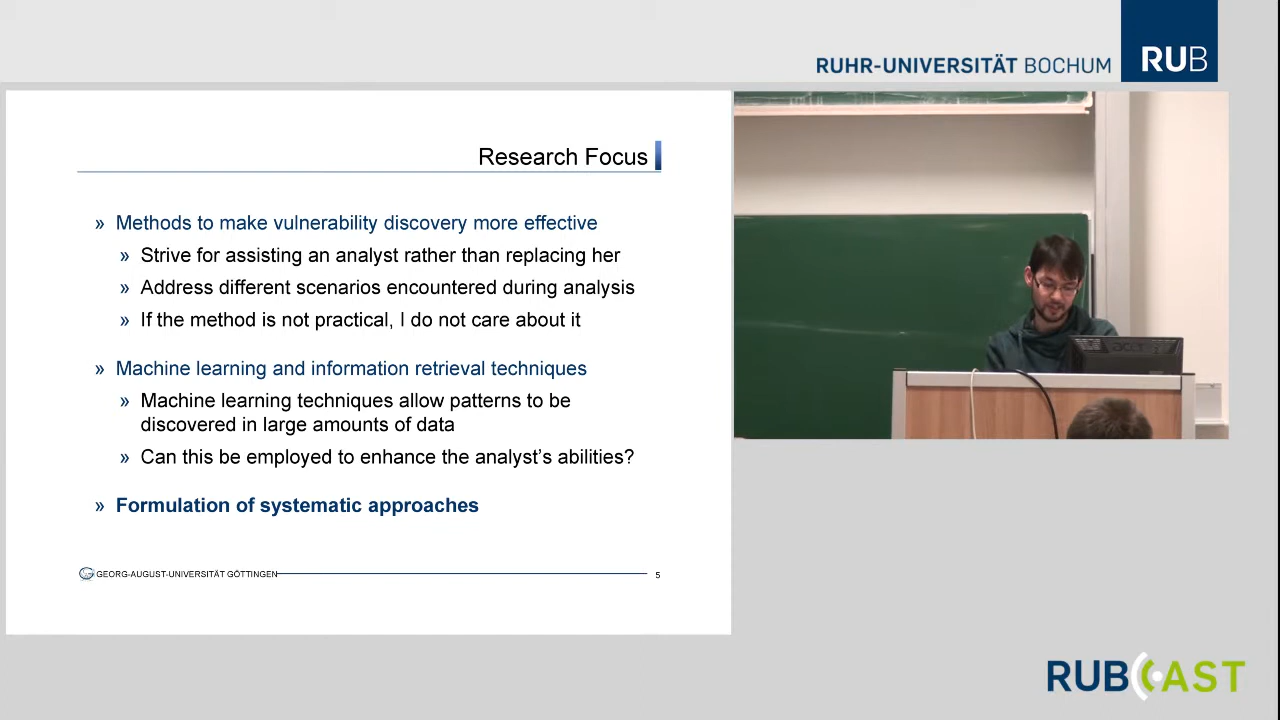 RUHR-UNIVERSITÄT BOCHUM
RUB
Research Focus
» Methods to make vulnerability discovery more effective
» Strive for assisting an analyst rather than replacing her
» Address different scenarios encountered during analysis
» If the method is not practical, I do not care about it
» Machine learning and information retrieval techniques
» Machine learning techniques allow patterns to be
discovered in large amounts of data
» Can this be employed to enhance the analyst's abilities?
» Formulation of systematic approaches
GEORG-AUGUST-UNIVERSITÄT GÖTTINGEN
5
acer
RUBCAST